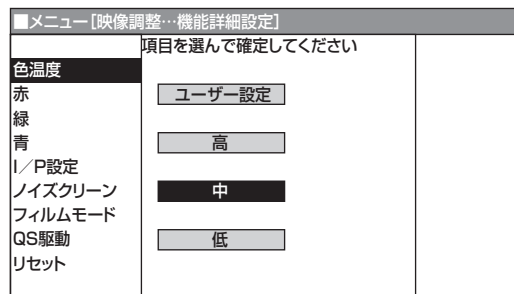 ■メニュー［映像調整…機能詳細設定］
項目を選んで確定してください
色温度
赤
ユーザー設定
緑
青
高
I／P設定
ノイズクリーン
中
フィルムモード
QS駆動
低
リセット